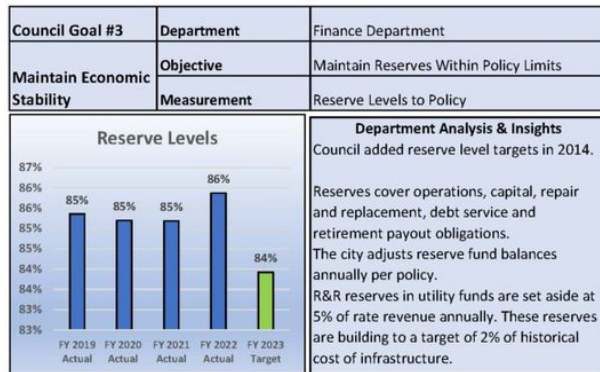 Council Goal #3 Department Finance Department
Maintain Economic
Stability
Objective Maintain Reserves Within Policy Limits
Measurement Reserve Levels to Policy
Reserve Levels
87%
86%
86%
85%
85%
84%
84%
83%
83%
85%
85%
85%
86%
84%
FY 2019
Actual
FY 2020
Actual
FY 2021
Actual
FY 2022
Actual
FY 2023
Target
Department Analysis & Insights
Council added reserve level targets in 2014.
Reserves cover operations, capital, repair
and replacement, debt service and
retirement payout obligations.
The city adjusts reserve fund balances
annually per policy.
R&R reserves in utility funds are set aside at
5% of rate revenue annually. These reserves
are building to a target of 2% of historical
cost of infrastructure.